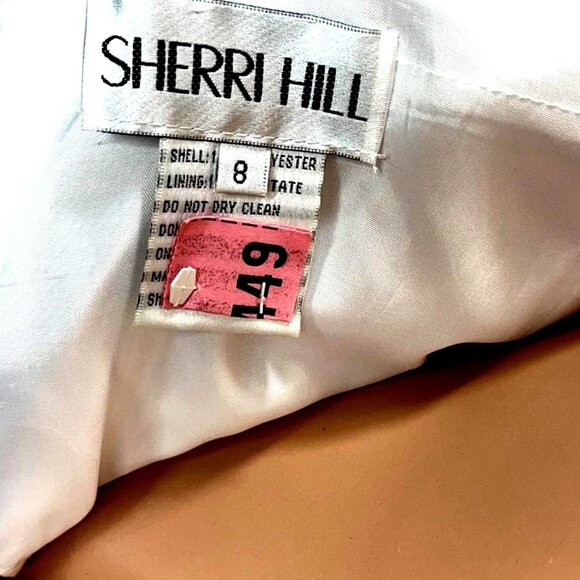 SHERRI HILL
SHELL: YESTER
8
LINING: TATE
DO NOT DRY CLEAN
449